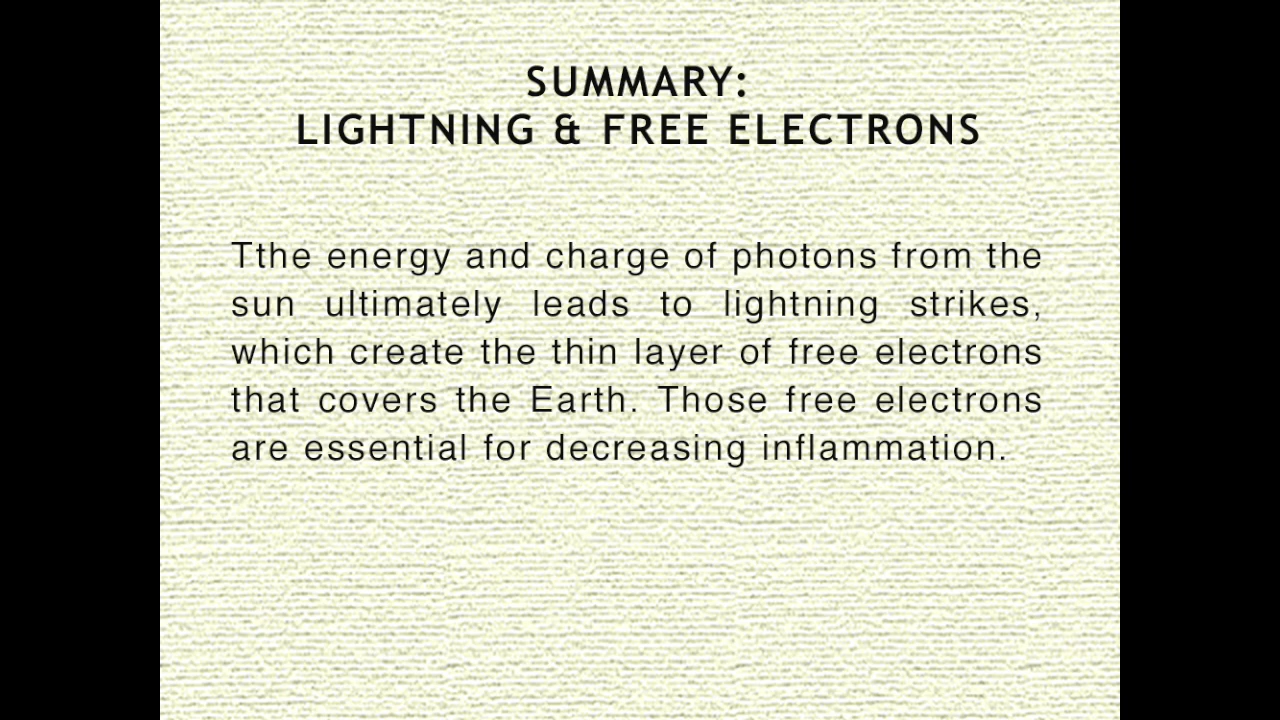 SUMMARY:
LIGHTNING & FREE ELECTRONS
Tthe energy and charge of photons from the
sun ultimately leads to lightning strikes,
which create the thin layer of free electrons
that covers the Earth. Those free electrons
are essential for decreasing inflammation.